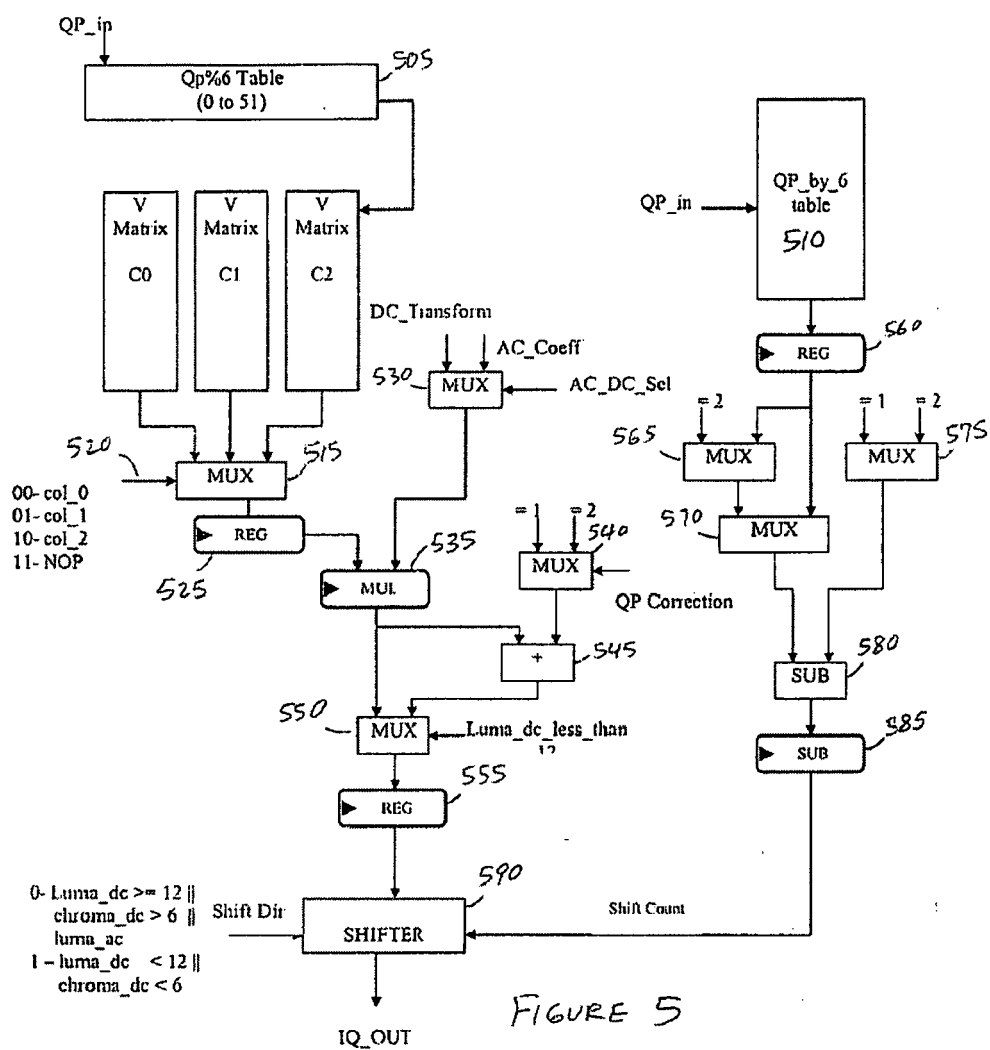 QP_in
Qp%6 Table
(0 to 51)
505
V
Matrix
C0
V
Matrix
C1
V
Matrix
C2
QP_in
QP_by_6
table
510
DC_Transform
AC_Coeff
530
MUX
AC_DC_Sel
REG
560
= 2
565
MUX
= 1
= 2
575
MUX
520
515
MUX
00- col_0
01- col_1
10- col_2
11- NOP
REG
525
570
MUX
535
MUL
= 1
= 2
540
MUX
QP Correction
+
545
550
MUX
Luma_dc_less_than
12
SUB
580
SUB
585
555
REG
0- Luma_dc >= 12 ||
chroma_dc > 6 ||
luma_ac
1 – luma_dc < 12 ||
chroma_dc < 6
Shift Dir
590
SHIFTER
Shift Count
IQ_OUT
FIGURE 5